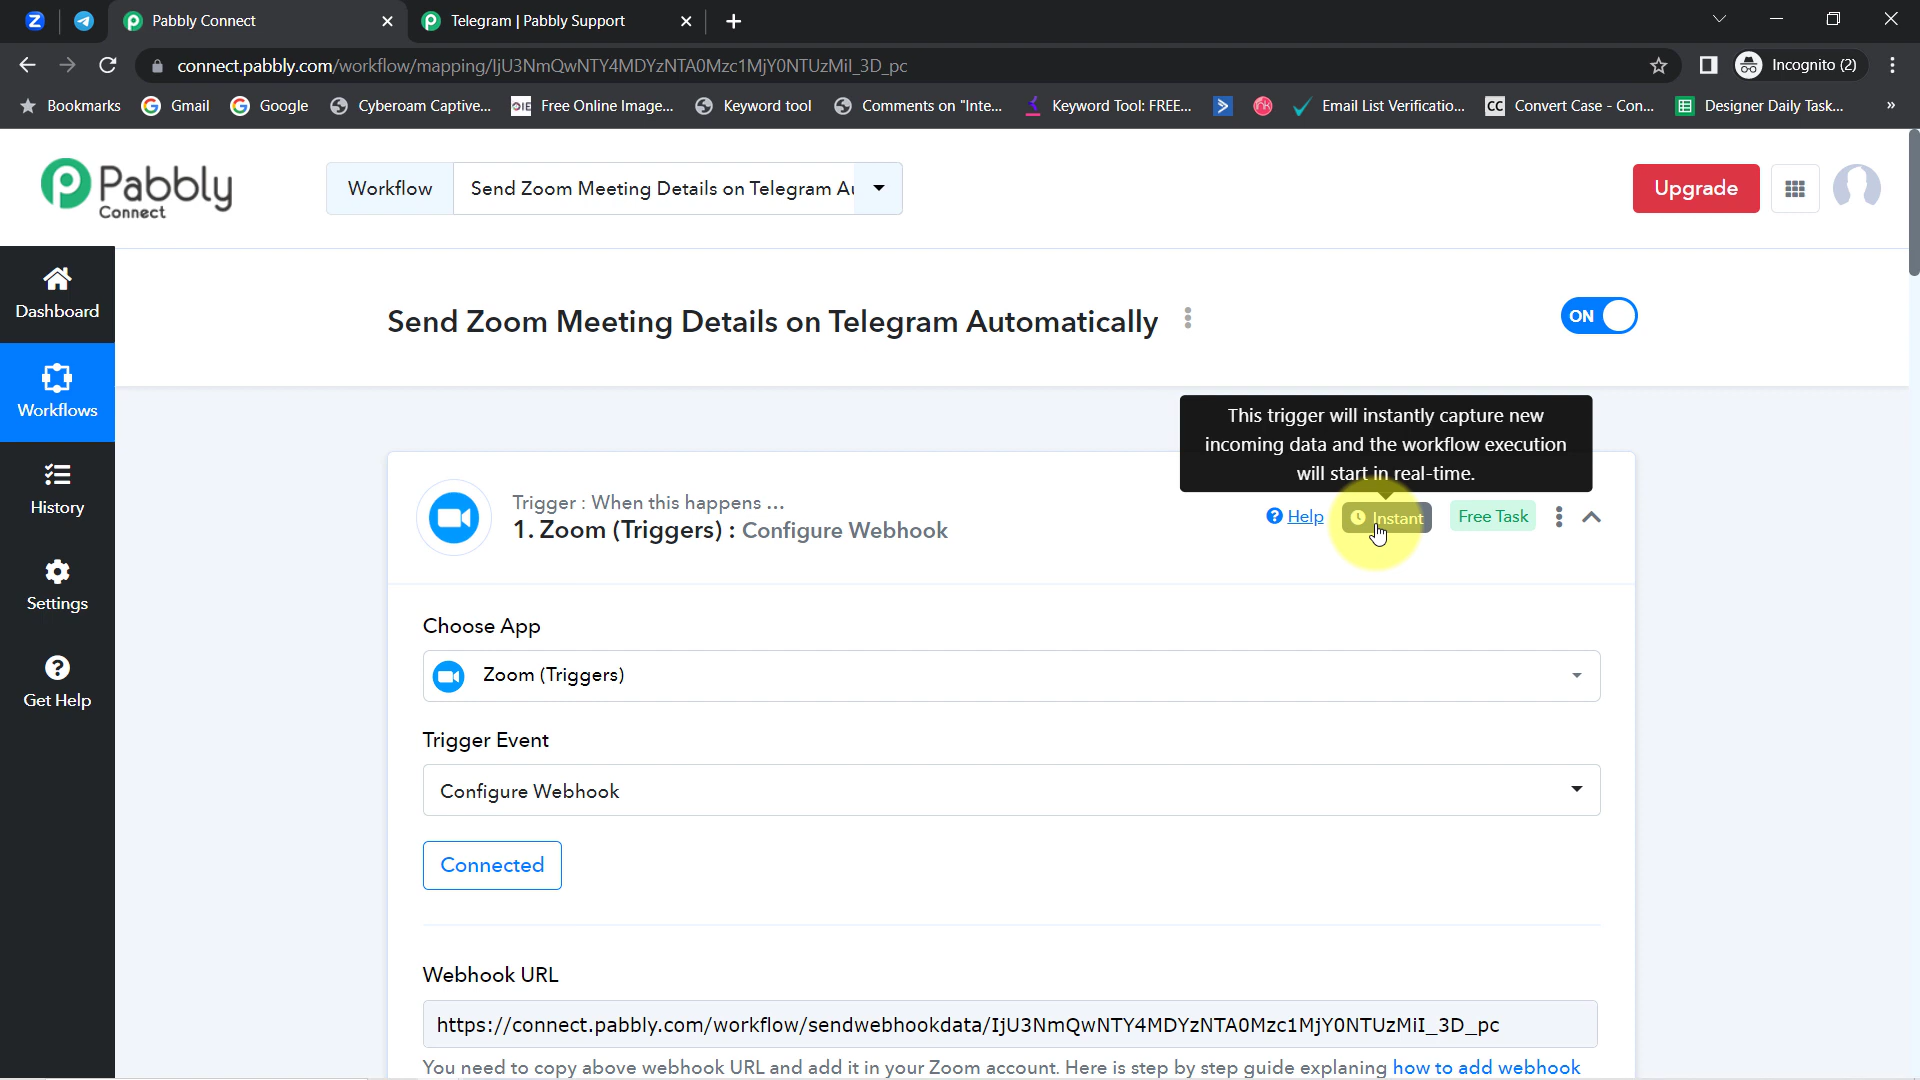 Pabbly Connect
Telegram | Pabbly Support
connect.pabbly.com/workflow/mapping/IjU3NmQwNTY4MDYzNTA0Mzc1MjY0NTUzMiI_3D_pc
Incognito (2)
Bookmarks
Gmail
Google
Cyberoam Captive...
OIE
Free Online Image...
Keyword tool
Comments on "Inte...
Keyword Tool: FREE...
Email List Verificatio...
CC
Convert Case - Con...
Designer Daily Task...
Pabbly
Connect
Workflow
Send Zoom Meeting Details on Telegram Au
Upgrade
Dashboard
Workflows
History
Settings
Get Help
Send Zoom Meeting Details on Telegram Automatically
ON
This trigger will instantly capture new
incoming data and the workflow execution
will start in real-time.
Trigger : When this happens ...
1. Zoom (Triggers) : Configure Webhook
Help
Instant
Free Task
Choose App
Zoom (Triggers)
Trigger Event
Configure Webhook
Connected
Webhook URL
https://connect.pabbly.com/workflow/sendwebhookdata/IjU3NmQwNTY4MDYzNTA0Mzc1MjY0NTUzMiI_3D_pc
You need to copy above webhook URL and add it in your Zoom account. Here is step by step guide explanging how to add webhook